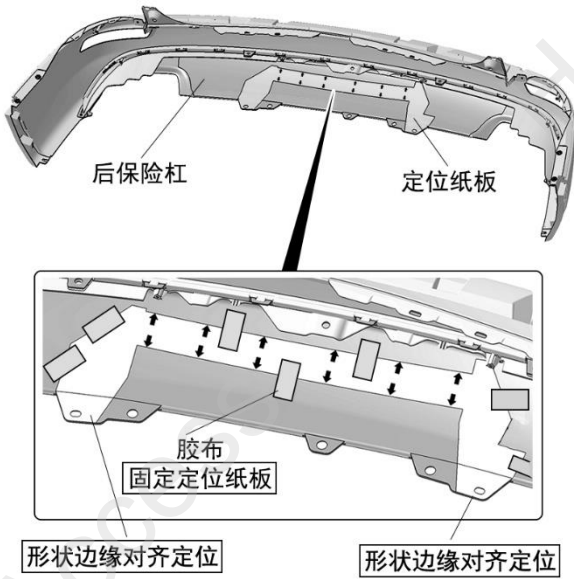 后保险杠
定位纸板
胶布
固定定位纸板
形状边缘对齐定位
形状边缘对齐定位